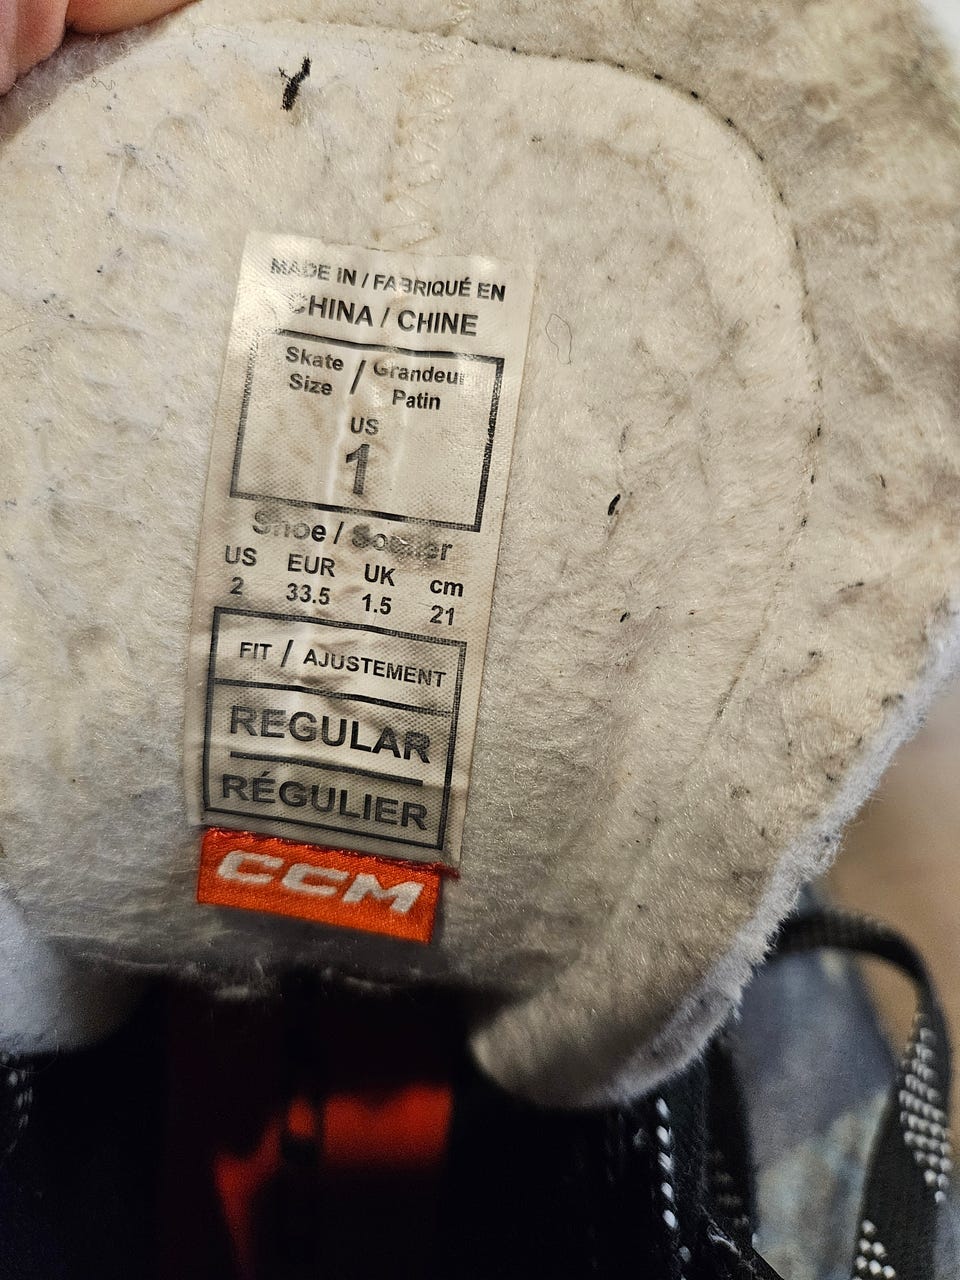 MADE IN / FABRIQUÉ EN
CHINA / CHINE
Skate Size / Grandeur Patin
US
1
Shoe / Soulier
US EUR UK cm
2 33.5 1.5 21
FIT / AJUSTEMENT
REGULAR
RÉGULIER
CCM